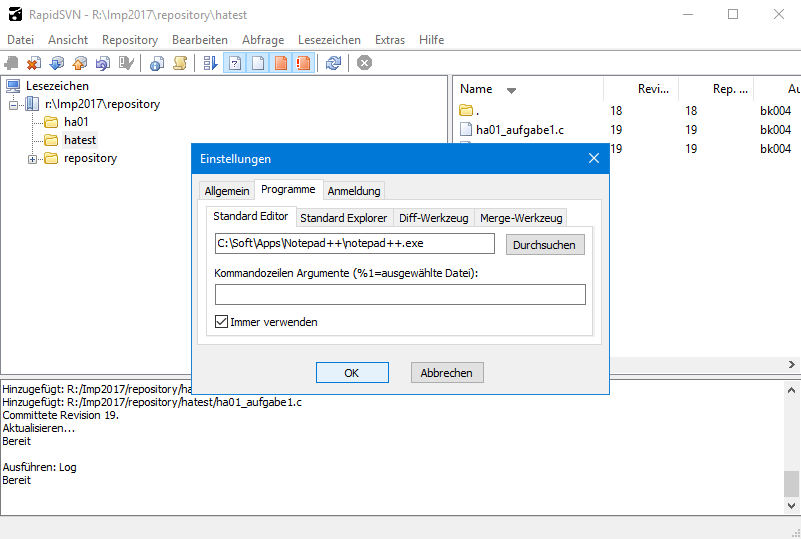 RapidSVN - R:\Imp2017\repository\hatest
Datei Ansicht Repository Bearbeiten Abfrage Lesezeichen Extras Hilfe
Lesezeichen
r:\Imp2017\repository
ha01
hatest
repository
Name Revi... Rep. ... Au
. 18 18 bk004
ha01_aufgabe1.c 19 19 bk004
19 19 bk004
Einstellungen
Allgemein Programme Anmeldung
Standard Editor Standard Explorer Diff-Werkzeug Merge-Werkzeug
C:\Soft\Apps\Notepad++\notepad++.exe Durchsuchen
Kommandozeilen Argumente (%1=ausgewählte Datei):
Immer verwenden
OK Abbrechen
Hinzugefügt: R:/Imp2017/repository/ha
Hinzugefügt: R:/Imp2017/repository/hatest/ha01_aufgabe1.c
Committete Revision 19.
Aktualisieren...
Bereit
Ausführen: Log
Bereit